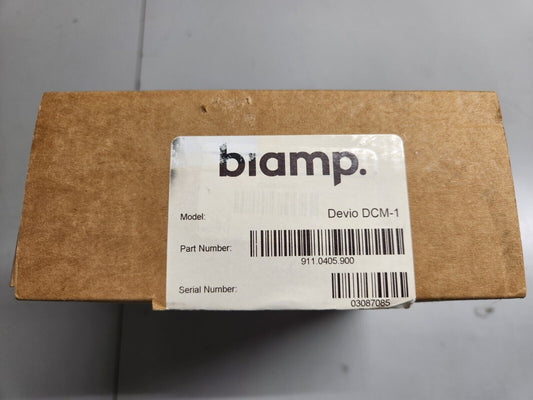 biamp.
Model: Devio DCM-1
Part Number:
911.0405.900
Serial Number:
03087085